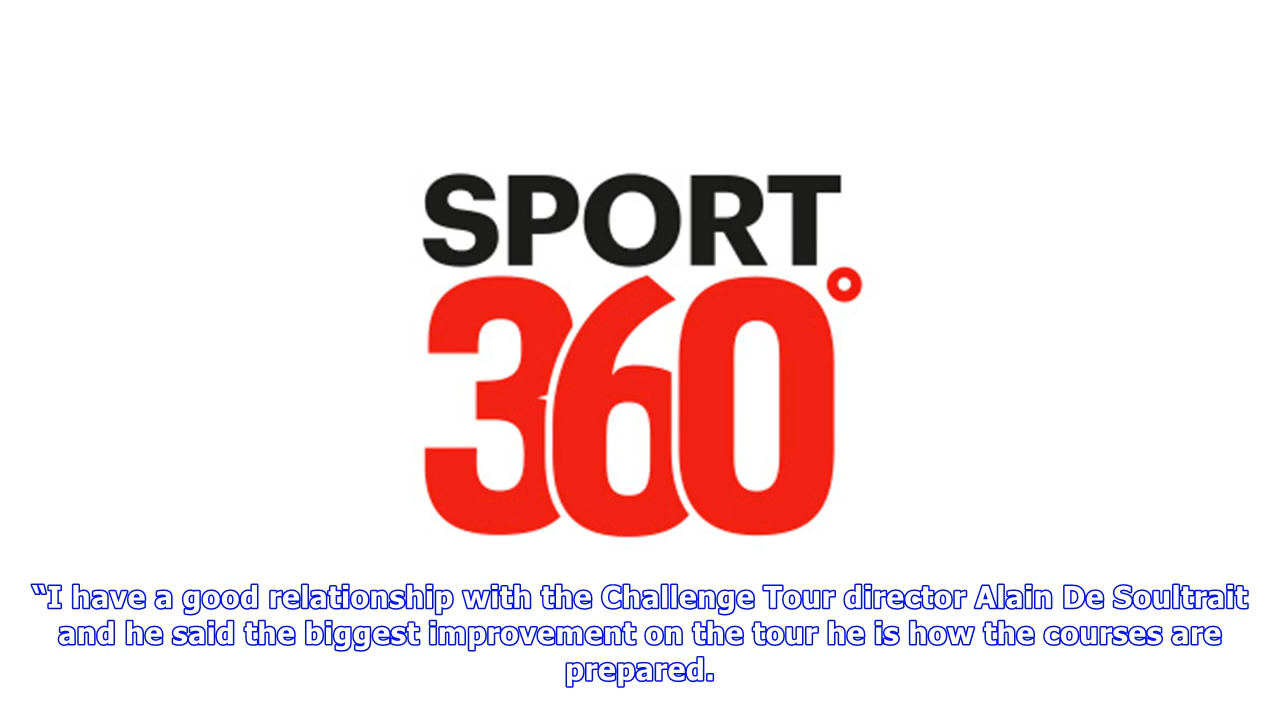 SPORT
360°
“I have a good relationship with the Challenge Tour director Alain De Soultrait
and he said the biggest improvement on the tour he is how the courses are
prepared.